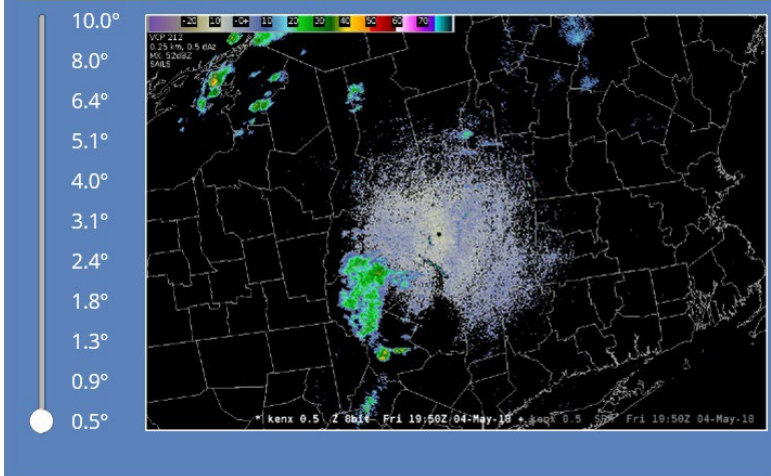 10.0°
8.0°
6.4°
5.1°
4.0°
3.1°
2.4°
1.8°
1.3°
0.9°
0.5°
-20 10 -0+ 10 20 30 40 50 60 70
VCP 212
0.25 km, 0.5 dAz
MX: 52dBZ
SAILS
* kenx 0.5 Z 8bit Fri 19:50Z 04-May-18 + kenx 0.5 SRM Fri 19:50Z 04-May-18